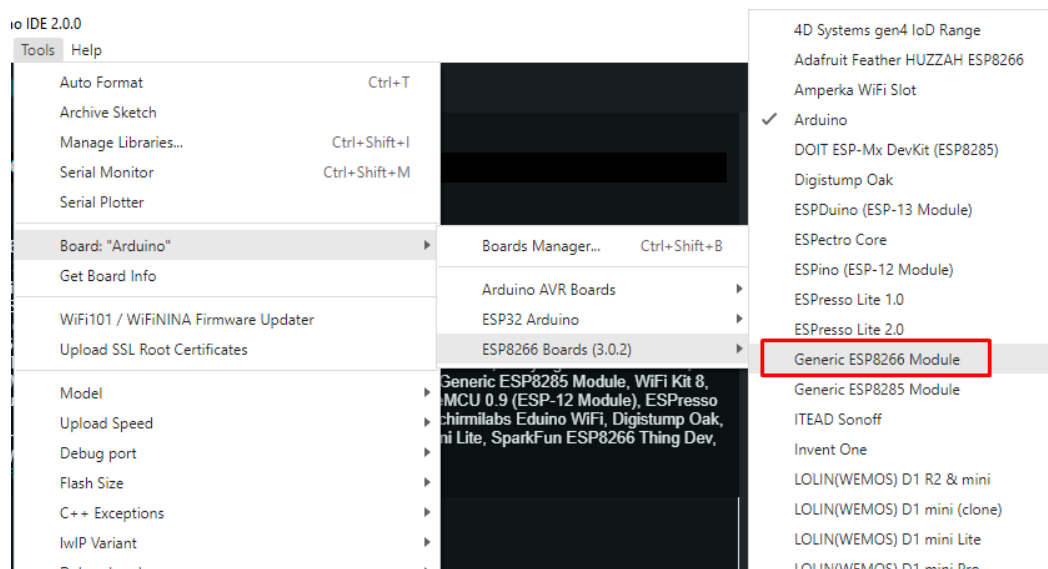 IDE 2.0.0
Tools Help
Auto Format Ctrl+T
Archive Sketch
Manage Libraries... Ctrl+Shift+I
Serial Monitor Ctrl+Shift+M
Serial Plotter
Board: "Arduino"
Get Board Info
WiFi101 / WiFiNINA Firmware Updater
Upload SSL Root Certificates
Model
Upload Speed
Debug port
Flash Size
C++ Exceptions
lwIP Variant
Boards Manager... Ctrl+Shift+B
Arduino AVR Boards
ESP32 Arduino
ESP8266 Boards (3.0.2)
Generic ESP8285 Module, WiFi Kit 8,
MCU 0.9 (ESP-12 Module), ESPresso
chirmilabs Eduino WiFi, Digistump Oak,
ni Lite, SparkFun ESP8266 Thing Dev,
4D Systems gen4 IoD Range
Adafruit Feather HUZZAH ESP8266
Amperka WiFi Slot
Arduino
DOIT ESP-Mx DevKit (ESP8285)
Digistump Oak
ESPDuino (ESP-13 Module)
ESPectro Core
ESPino (ESP-12 Module)
ESPresso Lite 1.0
ESPresso Lite 2.0
Generic ESP8266 Module
Generic ESP8285 Module
ITEAD Sonoff
Invent One
LOLIN(WEMOS) D1 R2 & mini
LOLIN(WEMOS) D1 mini (clone)
LOLIN(WEMOS) D1 mini Lite
LOLIN(WEMOS) D1 mini Pro